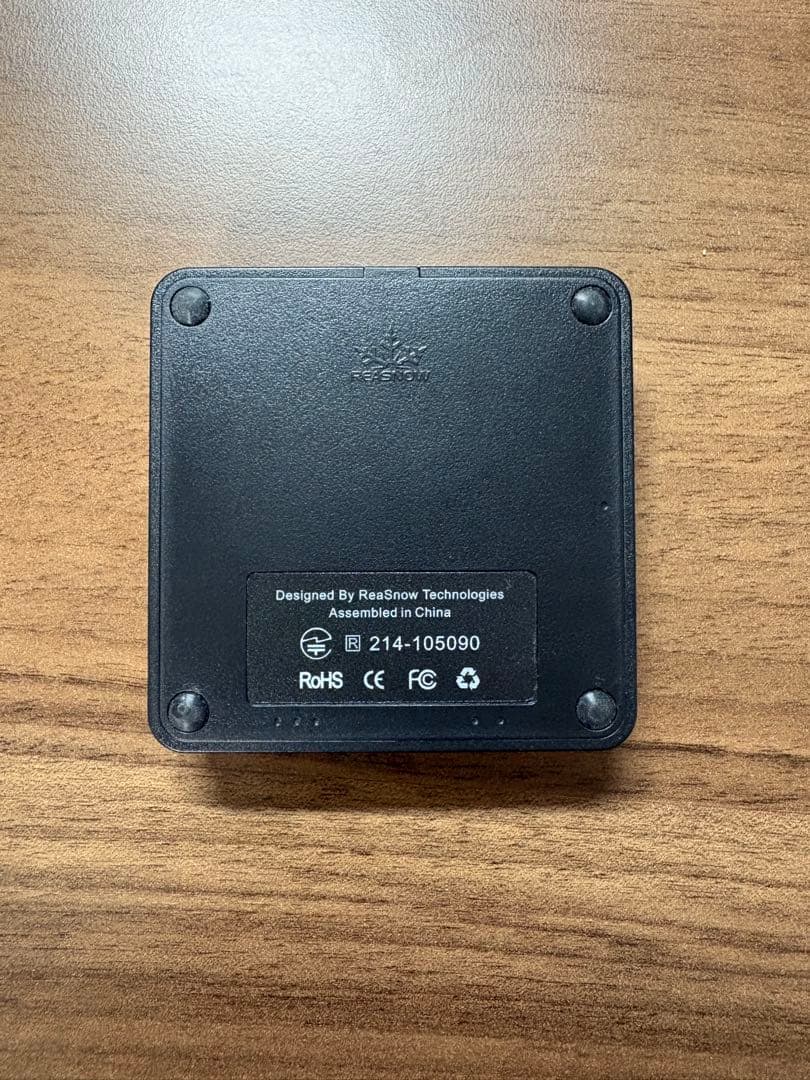 REASNOW
Designed By ReaSnow Technologies
Assembled in China
R 214-105090
RoHS CE FC